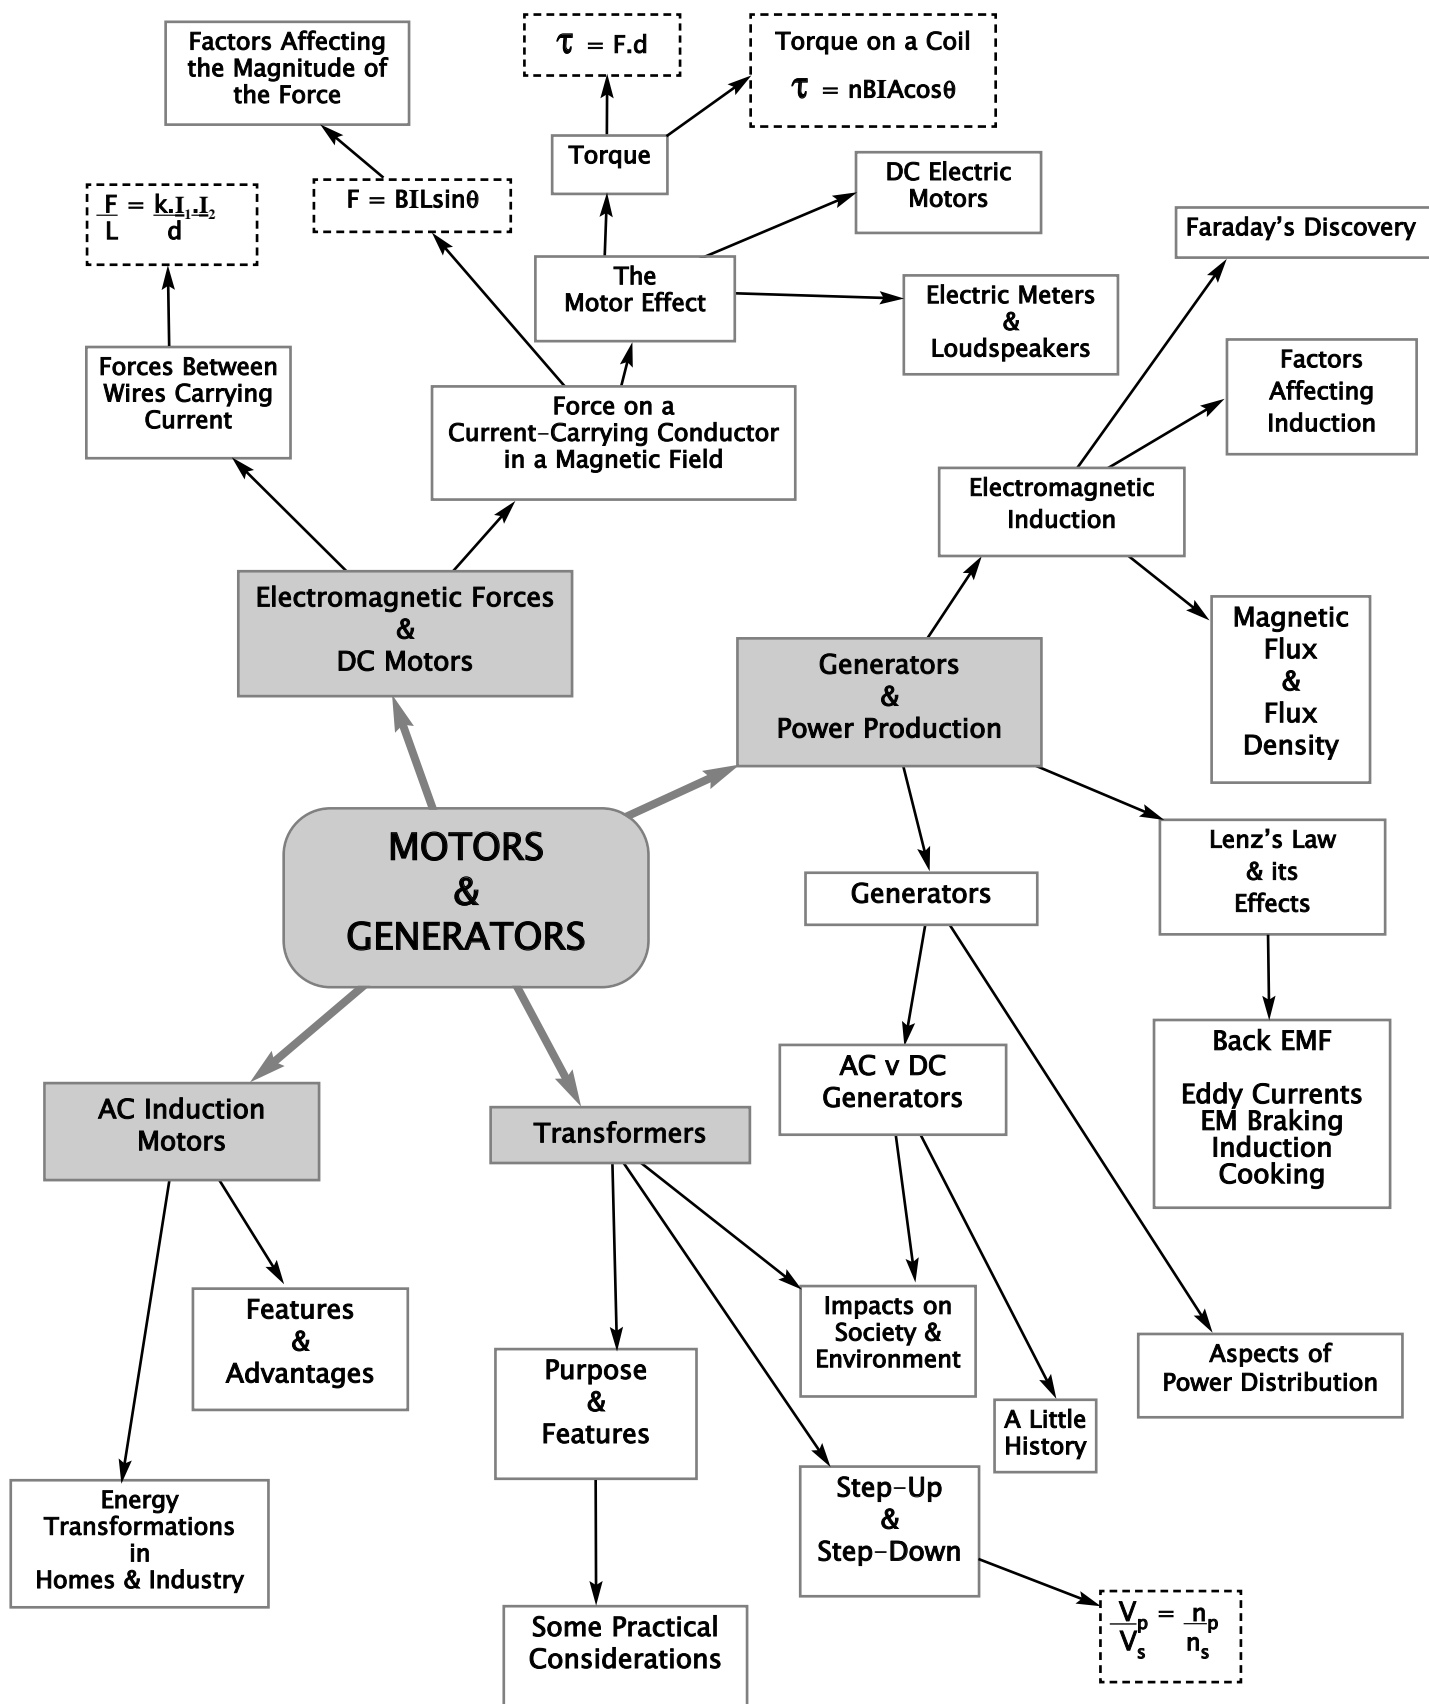 Factors Affecting
the Magnitude of
the Force
τ = F.d
Torque on a Coil
τ = nBIAcosθ
Torque
DC Electric
Motors
F = BILsinθ
F = k.I₁.I₂
L d
Faraday's Discovery
The
Motor Effect
Electric Meters
&
Loudspeakers
Forces Between
Wires Carrying
Current
Factors
Affecting
Induction
Force on a
Current-Carrying Conductor
in a Magnetic Field
Electromagnetic
Induction
Electromagnetic Forces
&
DC Motors
Magnetic
Flux
&
Flux
Density
Generators
&
Power Production
MOTORS
&
GENERATORS
Lenz's Law
& its
Effects
Generators
Back EMF
Eddy Currents
EM Braking
Induction
Cooking
AC v DC
Generators
AC Induction
Motors
Transformers
Features
&
Advantages
Impacts on
Society &
Environment
Aspects of
Power Distribution
Purpose
&
Features
A Little
History
Step-Up
&
Step-Down
Energy
Transformations
in
Homes & Industry
Some Practical
Considerations
Vₚ = nₚ
Vₛ nₛ